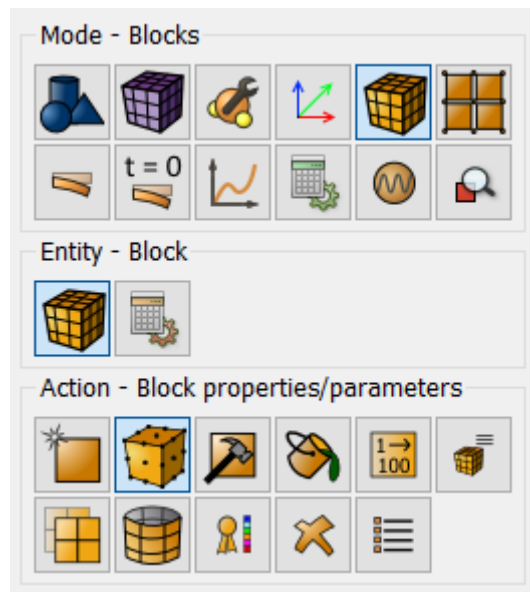 Mode - Blocks
t = 0
Entity - Block
Action - Block properties/parameters
1→
100